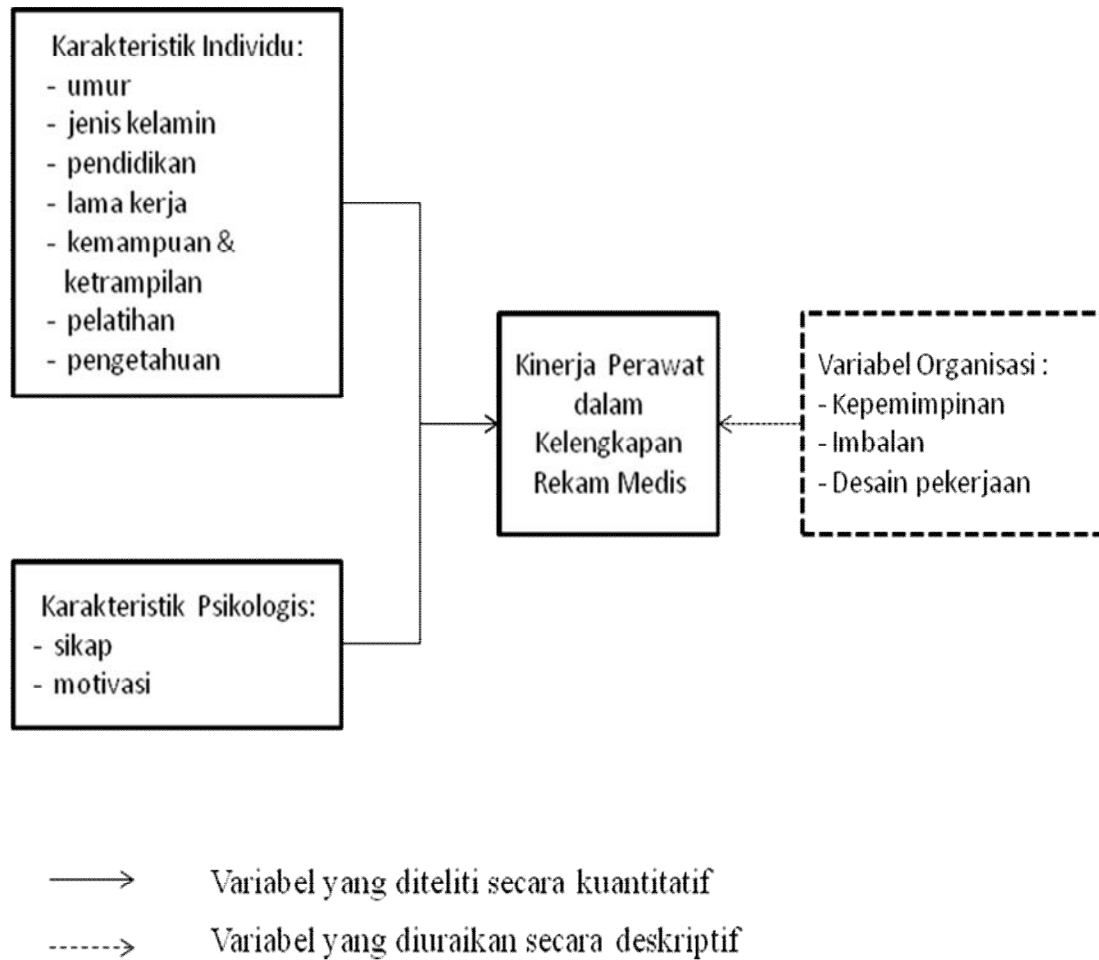 Karakteristik Individu:
- umur
- jenis kelamin
- pendidikan
- lama kerja
- kemampuan &
ketrampilan
- pelatihan
- pengetahuan
Kinerja Perawat
dalam
Kelengkapan
Rekam Medis
Variabel Organisasi :
- Kepemimpinan
- Imbalan
- Desain pekerjaan
Karakteristik Psikologis:
- sikap
- motivasi
Variabel yang diteliti secara kuantitatif
Variabel yang diuraikan secara deskriptif